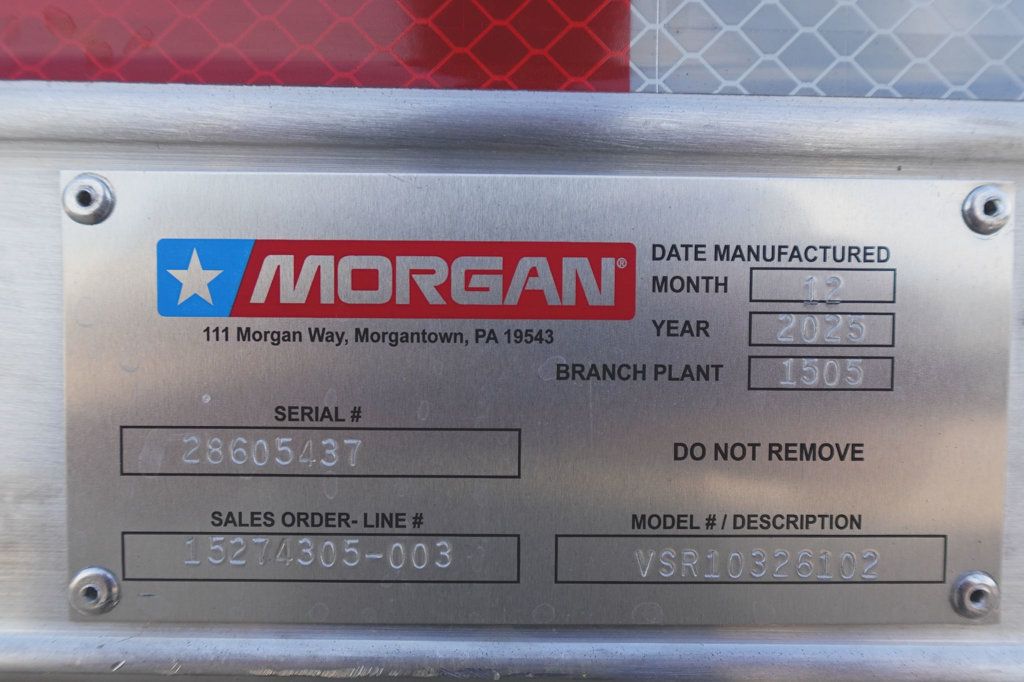 MORGAN®
111 Morgan Way, Morgantown, PA 19543
DATE MANUFACTURED
MONTH 12
YEAR 2025
BRANCH PLANT 1505
SERIAL #
28605437
DO NOT REMOVE
SALES ORDER- LINE #
15274305-003
MODEL # / DESCRIPTION
VSR10326102